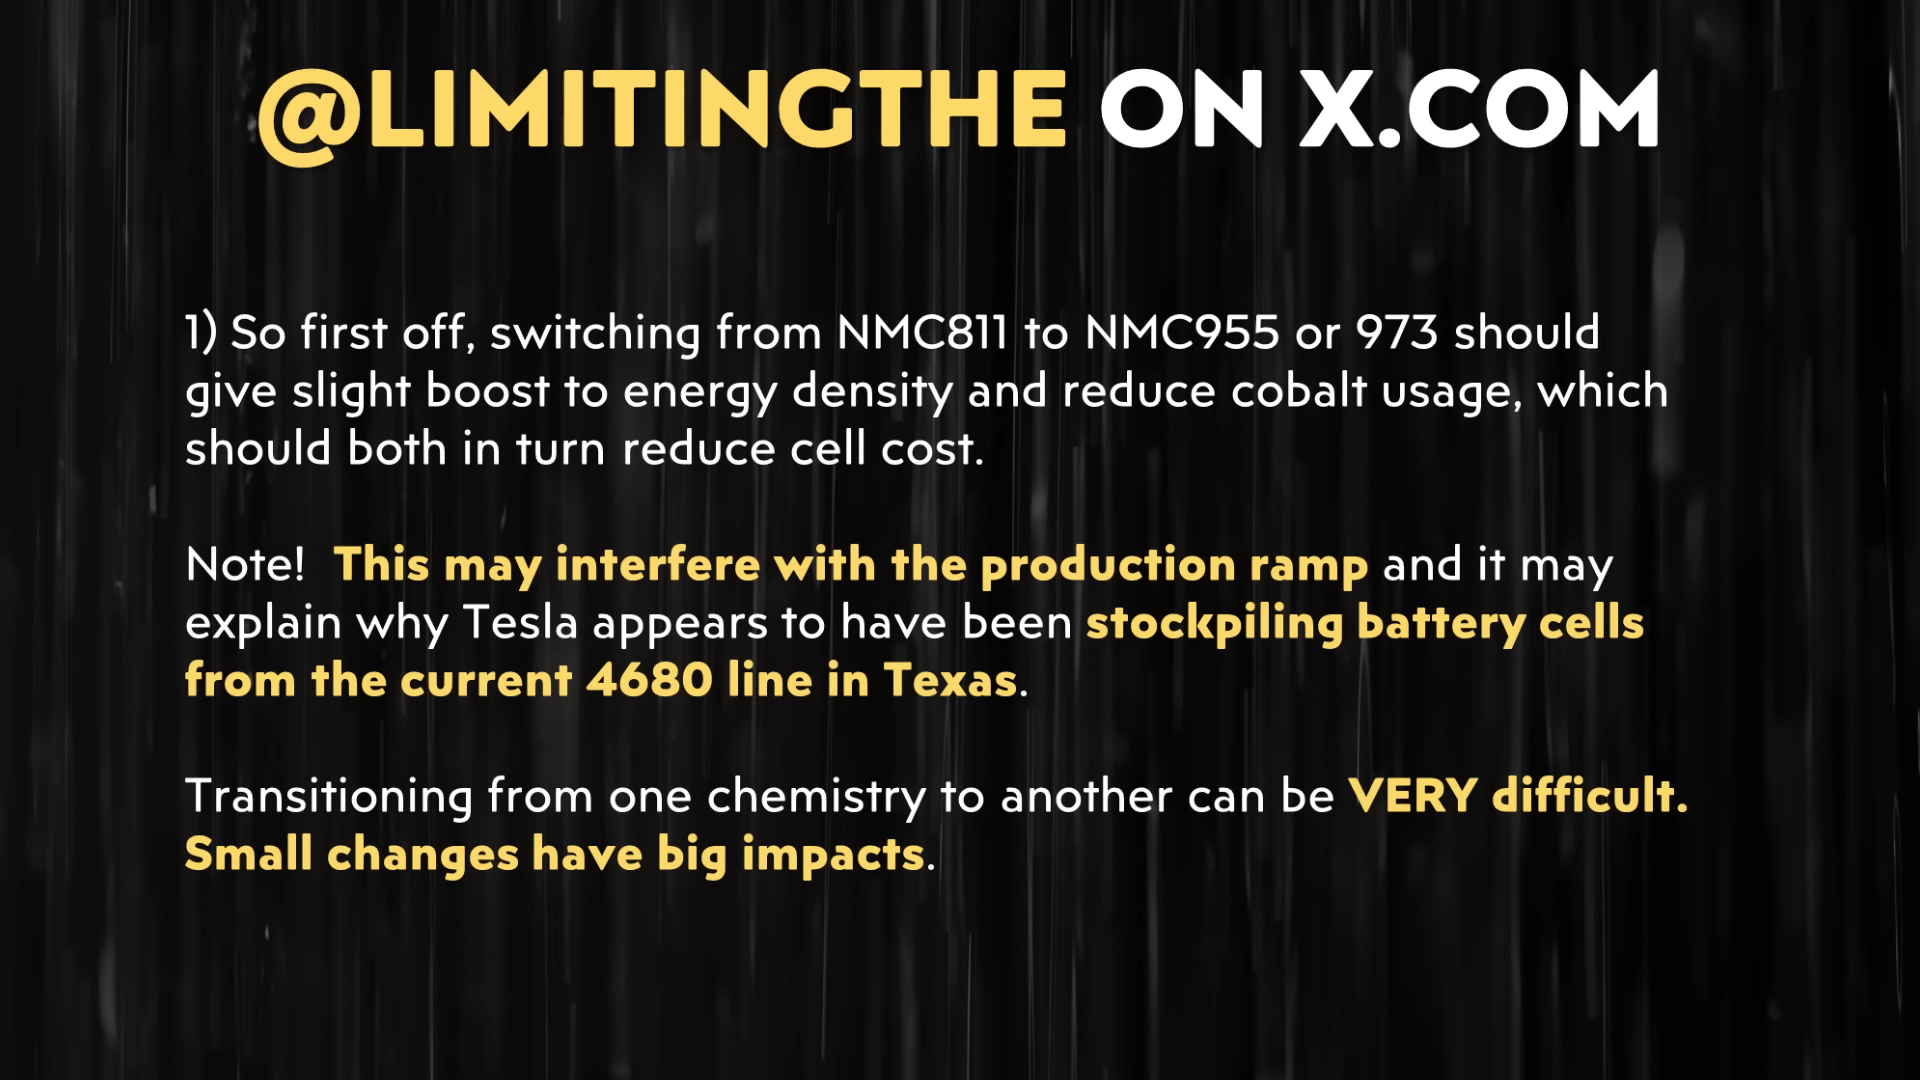 @LIMITINGTHE ON X.COM
1) So first off, switching from NMC811 to NMC955 or 973 should
give slight boost to energy density and reduce cobalt usage, which
should both in turn reduce cell cost.
Note!  This may interfere with the production ramp and it may
explain why Tesla appears to have been stockpiling battery cells
from the current 4680 line in Texas.
Transitioning from one chemistry to another can be VERY difficult.
Small changes have big impacts.